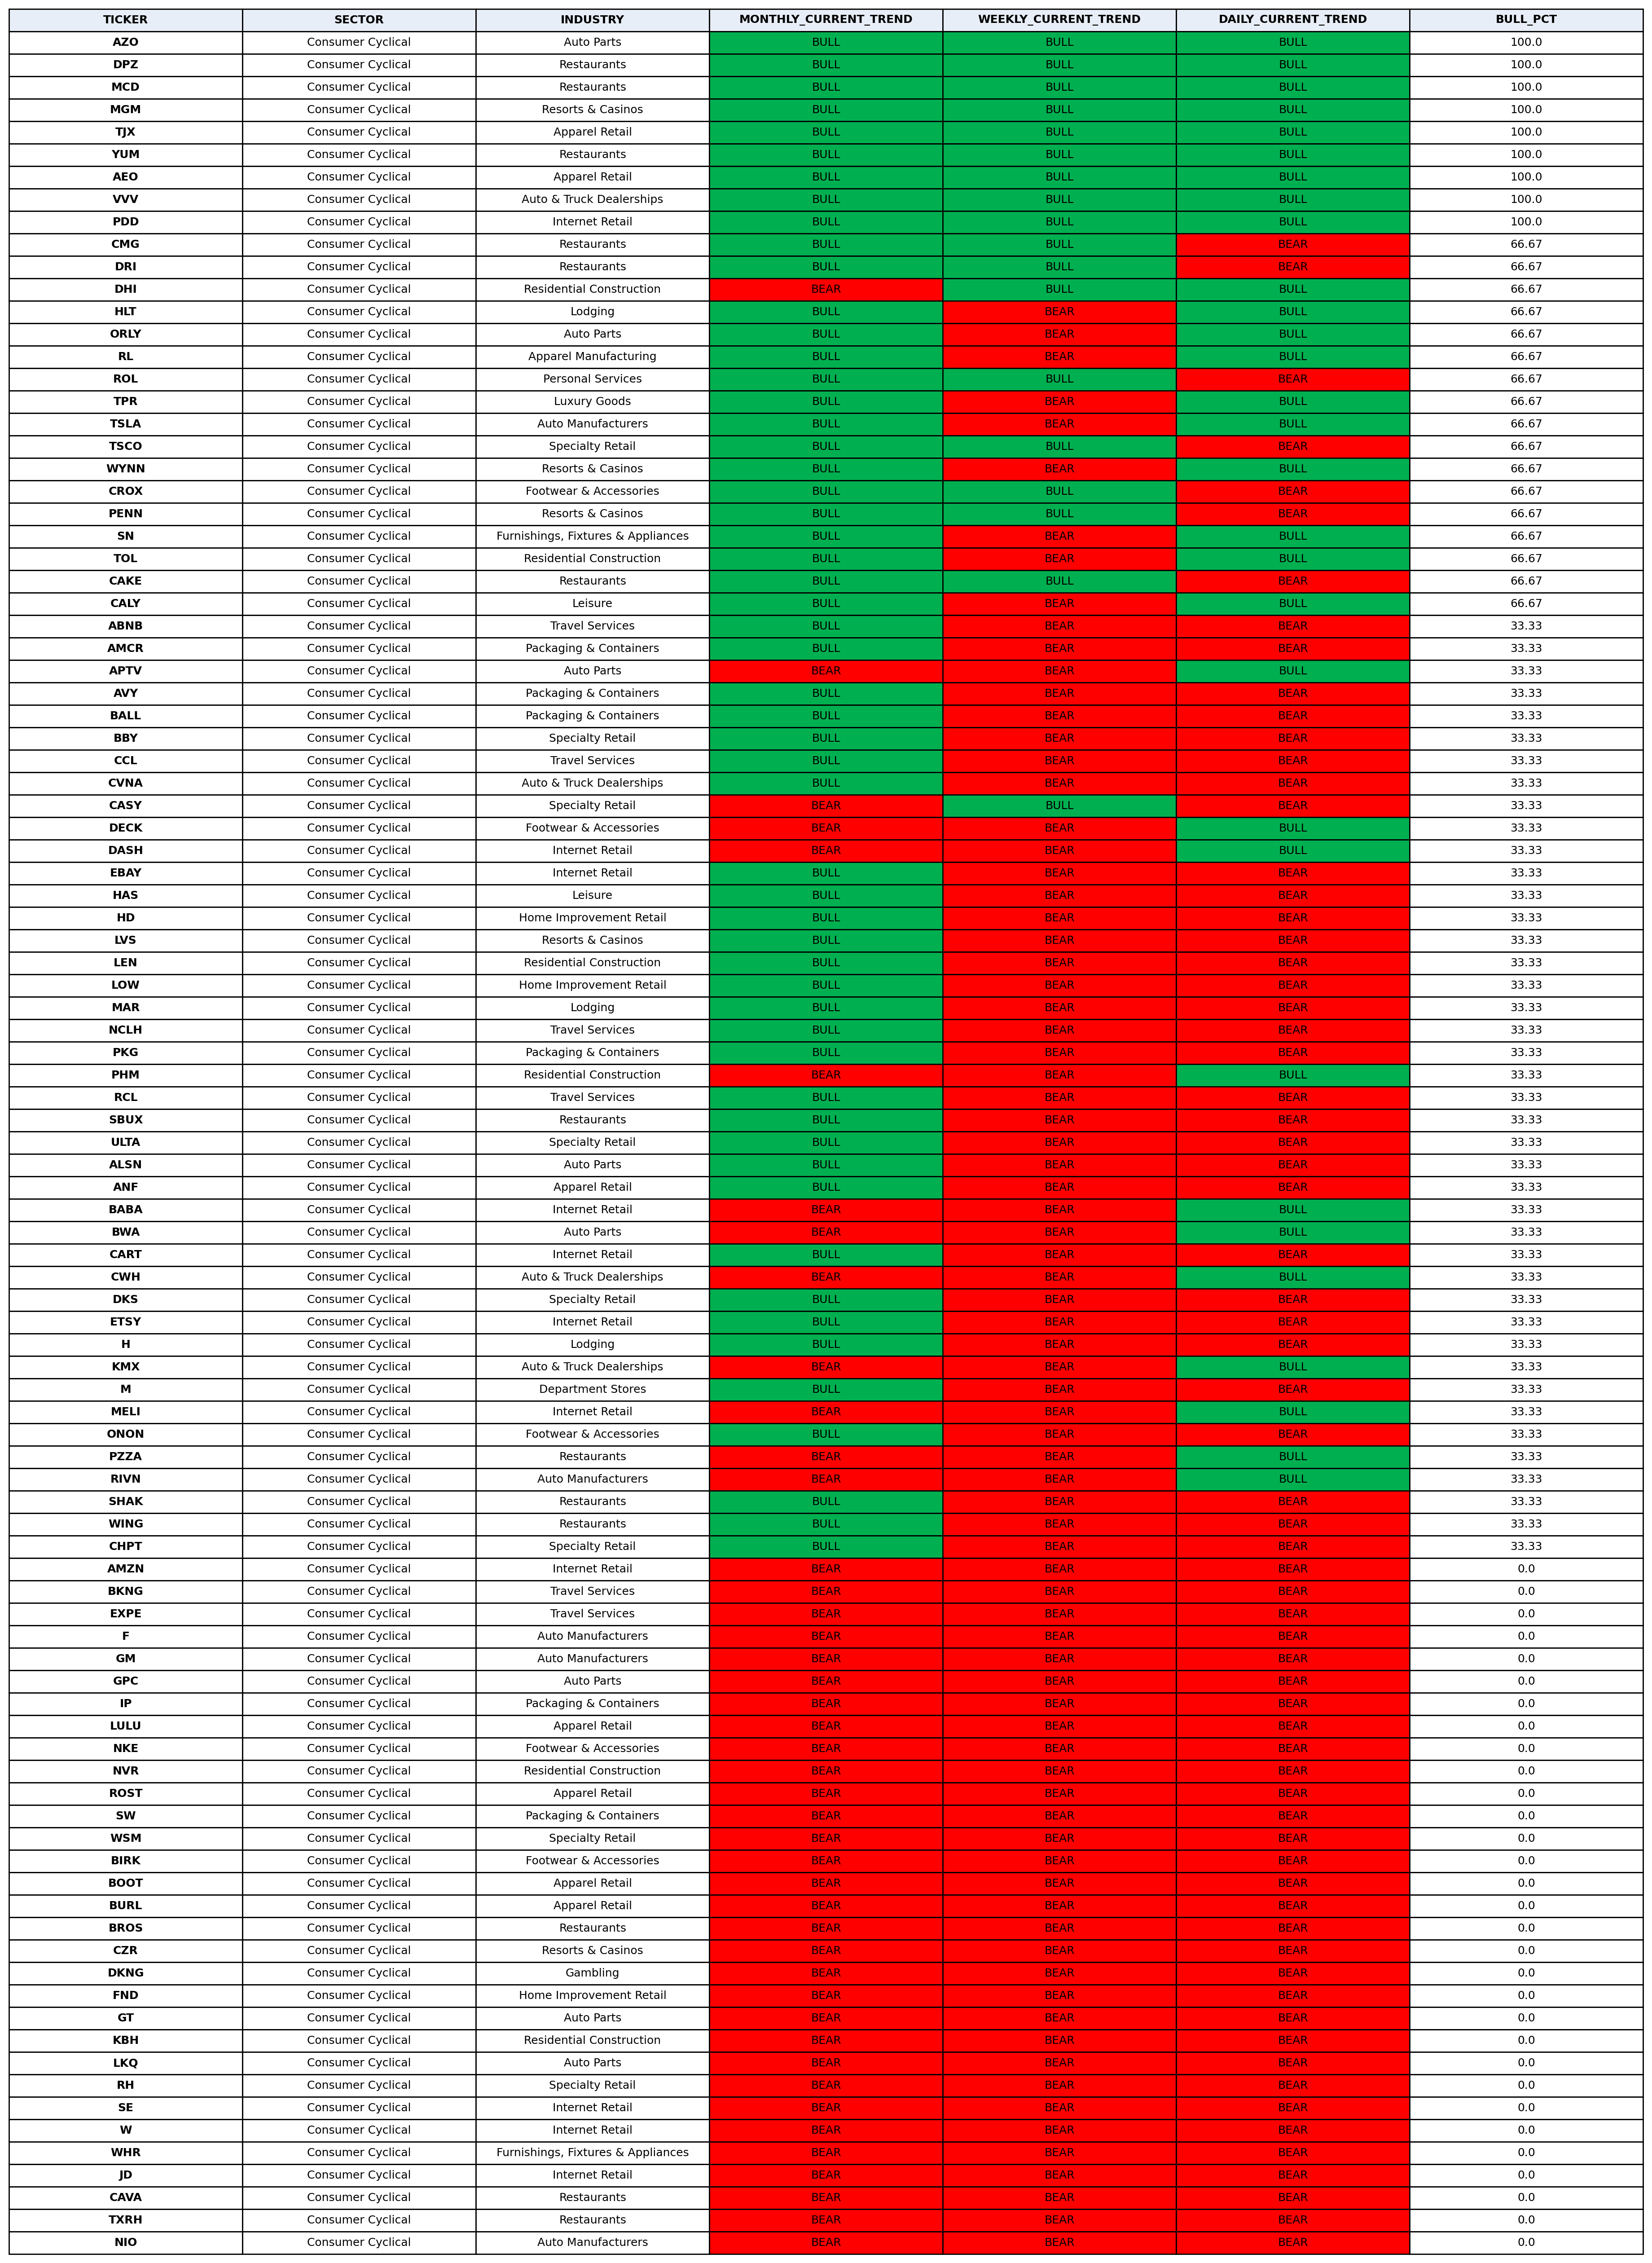 TICKER SECTOR INDUSTRY MONTHLY_CURRENT_TREND WEEKLY_CURRENT_TREND DAILY_CURRENT_TREND BULL_PCT
AZO Consumer Cyclical Auto Parts BULL BULL BULL 100.0
DPZ Consumer Cyclical Restaurants BULL BULL BULL 100.0
MCD Consumer Cyclical Restaurants BULL BULL BULL 100.0
MGM Consumer Cyclical Resorts & Casinos BULL BULL BULL 100.0
TJX Consumer Cyclical Apparel Retail BULL BULL BULL 100.0
YUM Consumer Cyclical Restaurants BULL BULL BULL 100.0
AEO Consumer Cyclical Apparel Retail BULL BULL BULL 100.0
VVV Consumer Cyclical Auto & Truck Dealerships BULL BULL BULL 100.0
PDD Consumer Cyclical Internet Retail BULL BULL BULL 100.0
CMG Consumer Cyclical Restaurants BULL BULL BEAR 66.67
DRI Consumer Cyclical Restaurants BULL BULL BEAR 66.67
DHI Consumer Cyclical Residential Construction BEAR BULL BULL 66.67
HLT Consumer Cyclical Lodging BULL BEAR BULL 66.67
ORLY Consumer Cyclical Auto Parts BULL BEAR BULL 66.67
RL Consumer Cyclical Apparel Manufacturing BULL BEAR BULL 66.67
ROL Consumer Cyclical Personal Services BULL BULL BEAR 66.67
TPR Consumer Cyclical Luxury Goods BULL BEAR BULL 66.67
TSLA Consumer Cyclical Auto Manufacturers BULL BEAR BULL 66.67
TSCO Consumer Cyclical Specialty Retail BULL BULL BEAR 66.67
WYNN Consumer Cyclical Resorts & Casinos BULL BEAR BULL 66.67
CROX Consumer Cyclical Footwear & Accessories BULL BULL BEAR 66.67
PENN Consumer Cyclical Resorts & Casinos BULL BULL BEAR 66.67
SN Consumer Cyclical Furnishings, Fixtures & Appliances BULL BEAR BULL 66.67
TOL Consumer Cyclical Residential Construction BULL BEAR BULL 66.67
CAKE Consumer Cyclical Restaurants BULL BULL BEAR 66.67
CALY Consumer Cyclical Leisure BULL BEAR BULL 66.67
ABNB Consumer Cyclical Travel Services BULL BEAR BEAR 33.33
AMCR Consumer Cyclical Packaging & Containers BULL BEAR BEAR 33.33
APTV Consumer Cyclical Auto Parts BEAR BEAR BULL 33.33
AVY Consumer Cyclical Packaging & Containers BULL BEAR BEAR 33.33
BALL Consumer Cyclical Packaging & Containers BULL BEAR BEAR 33.33
BBY Consumer Cyclical Specialty Retail BULL BEAR BEAR 33.33
CCL Consumer Cyclical Travel Services BULL BEAR BEAR 33.33
CVNA Consumer Cyclical Auto & Truck Dealerships BULL BEAR BEAR 33.33
CASY Consumer Cyclical Specialty Retail BEAR BULL BEAR 33.33
DECK Consumer Cyclical Footwear & Accessories BEAR BEAR BULL 33.33
DASH Consumer Cyclical Internet Retail BEAR BEAR BULL 33.33
EBAY Consumer Cyclical Internet Retail BULL BEAR BEAR 33.33
HAS Consumer Cyclical Leisure BULL BEAR BEAR 33.33
HD Consumer Cyclical Home Improvement Retail BULL BEAR BEAR 33.33
LVS Consumer Cyclical Resorts & Casinos BULL BEAR BEAR 33.33
LEN Consumer Cyclical Residential Construction BULL BEAR BEAR 33.33
LOW Consumer Cyclical Home Improvement Retail BULL BEAR BEAR 33.33
MAR Consumer Cyclical Lodging BULL BEAR BEAR 33.33
NCLH Consumer Cyclical Travel Services BULL BEAR BEAR 33.33
PKG Consumer Cyclical Packaging & Containers BULL BEAR BEAR 33.33
PHM Consumer Cyclical Residential Construction BEAR BEAR BULL 33.33
RCL Consumer Cyclical Travel Services BULL BEAR BEAR 33.33
SBUX Consumer Cyclical Restaurants BULL BEAR BEAR 33.33
ULTA Consumer Cyclical Specialty Retail BULL BEAR BEAR 33.33
ALSN Consumer Cyclical Auto Parts BULL BEAR BEAR 33.33
ANF Consumer Cyclical Apparel Retail BULL BEAR BEAR 33.33
BABA Consumer Cyclical Internet Retail BEAR BEAR BULL 33.33
BWA Consumer Cyclical Auto Parts BEAR BEAR BULL 33.33
CART Consumer Cyclical Internet Retail BULL BEAR BEAR 33.33
CWH Consumer Cyclical Auto & Truck Dealerships BEAR BEAR BULL 33.33
DKS Consumer Cyclical Specialty Retail BULL BEAR BEAR 33.33
ETSY Consumer Cyclical Internet Retail BULL BEAR BEAR 33.33
H Consumer Cyclical Lodging BULL BEAR BEAR 33.33
KMX Consumer Cyclical Auto & Truck Dealerships BEAR BEAR BULL 33.33
M Consumer Cyclical Department Stores BULL BEAR BEAR 33.33
MELI Consumer Cyclical Internet Retail BEAR BEAR BULL 33.33
ONON Consumer Cyclical Footwear & Accessories BULL BEAR BEAR 33.33
PZZA Consumer Cyclical Restaurants BEAR BEAR BULL 33.33
RIVN Consumer Cyclical Auto Manufacturers BEAR BEAR BULL 33.33
SHAK Consumer Cyclical Restaurants BULL BEAR BEAR 33.33
WING Consumer Cyclical Restaurants BULL BEAR BEAR 33.33
CHPT Consumer Cyclical Specialty Retail BULL BEAR BEAR 33.33
AMZN Consumer Cyclical Internet Retail BEAR BEAR BEAR 0.0
BKNG Consumer Cyclical Travel Services BEAR BEAR BEAR 0.0
EXPE Consumer Cyclical Travel Services BEAR BEAR BEAR 0.0
F Consumer Cyclical Auto Manufacturers BEAR BEAR BEAR 0.0
GM Consumer Cyclical Auto Manufacturers BEAR BEAR BEAR 0.0
GPC Consumer Cyclical Auto Parts BEAR BEAR BEAR 0.0
IP Consumer Cyclical Packaging & Containers BEAR BEAR BEAR 0.0
LULU Consumer Cyclical Apparel Retail BEAR BEAR BEAR 0.0
NKE Consumer Cyclical Footwear & Accessories BEAR BEAR BEAR 0.0
NVR Consumer Cyclical Residential Construction BEAR BEAR BEAR 0.0
ROST Consumer Cyclical Apparel Retail BEAR BEAR BEAR 0.0
SW Consumer Cyclical Packaging & Containers BEAR BEAR BEAR 0.0
WSM Consumer Cyclical Specialty Retail BEAR BEAR BEAR 0.0
BIRK Consumer Cyclical Footwear & Accessories BEAR BEAR BEAR 0.0
BOOT Consumer Cyclical Apparel Retail BEAR BEAR BEAR 0.0
BURL Consumer Cyclical Apparel Retail BEAR BEAR BEAR 0.0
BROS Consumer Cyclical Restaurants BEAR BEAR BEAR 0.0
CZR Consumer Cyclical Resorts & Casinos BEAR BEAR BEAR 0.0
DKNG Consumer Cyclical Gambling BEAR BEAR BEAR 0.0
FND Consumer Cyclical Home Improvement Retail BEAR BEAR BEAR 0.0
GT Consumer Cyclical Auto Parts BEAR BEAR BEAR 0.0
KBH Consumer Cyclical Residential Construction BEAR BEAR BEAR 0.0
LKQ Consumer Cyclical Auto Parts BEAR BEAR BEAR 0.0
RH Consumer Cyclical Specialty Retail BEAR BEAR BEAR 0.0
SE Consumer Cyclical Internet Retail BEAR BEAR BEAR 0.0
W Consumer Cyclical Internet Retail BEAR BEAR BEAR 0.0
WHR Consumer Cyclical Furnishings, Fixtures & Appliances BEAR BEAR BEAR 0.0
JD Consumer Cyclical Internet Retail BEAR BEAR BEAR 0.0
CAVA Consumer Cyclical Restaurants BEAR BEAR BEAR 0.0
TXRH Consumer Cyclical Restaurants BEAR BEAR BEAR 0.0
NIO Consumer Cyclical Auto Manufacturers BEAR BEAR BEAR 0.0